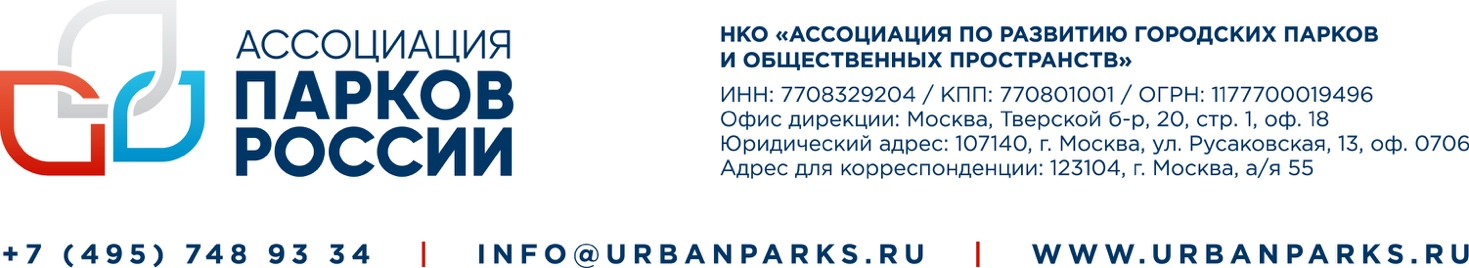 АССОЦИАЦИЯ
ПАРКОВ
РОССИИ
НКО «АССОЦИАЦИЯ ПО РАЗВИТИЮ ГОРОДСКИХ ПАРКОВ
И ОБЩЕСТВЕННЫХ ПРОСТРАНСТВ»
ИНН: 7708329204 / КПП: 770801001 / ОГРН: 1177700019496
Офис дирекции: Москва, Тверской б-р, 20, стр. 1, оф. 18
Юридический адрес: 107140, г. Москва, ул. Русаковская, 13, оф. 0706
Адрес для корреспонденции: 123104, г. Москва, а/я 55
+7 (495) 748 93 34 | INFO@URBANPARKS.RU | WWW.URBANPARKS.RU